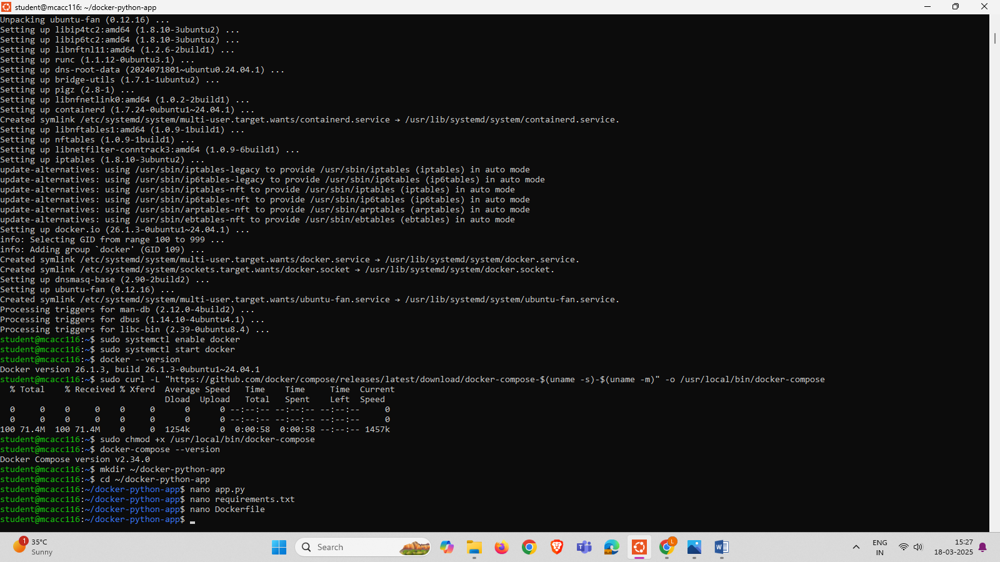 student@mcacc116: ~/docker-python-app
Unpacking ubuntu-fan (0.12.16) ...
Setting up libip4tc2:amd64 (1.8.10-3ubuntu2) ...
Setting up libip6tc2:amd64 (1.8.10-3ubuntu2) ...
Setting up libnftnl11:amd64 (1.2.6-2build1) ...
Setting up runc (1.1.12-0ubuntu3.1) ...
Setting up dns-root-data (2024071801~ubuntu0.24.04.1) ...
Setting up bridge-utils (1.7.1-1ubuntu2) ...
Setting up pigz (2.8-1) ...
Setting up libnfnetlink0:amd64 (1.0.2-2build1) ...
Setting up containerd (1.7.24-0ubuntu1~24.04.1) ...
Created symlink /etc/systemd/system/multi-user.target.wants/containerd.service → /usr/lib/systemd/system/containerd.service.
Setting up libnftables1:amd64 (1.0.9-1build1) ...
Setting up nftables (1.0.9-1build1) ...
Setting up libnetfilter-conntrack3:amd64 (1.0.9-6build1) ...
Setting up iptables (1.8.10-3ubuntu2) ...
update-alternatives: using /usr/sbin/iptables-legacy to provide /usr/sbin/iptables (iptables) in auto mode
update-alternatives: using /usr/sbin/ip6tables-legacy to provide /usr/sbin/ip6tables (ip6tables) in auto mode
update-alternatives: using /usr/sbin/iptables-nft to provide /usr/sbin/iptables (iptables) in auto mode
update-alternatives: using /usr/sbin/ip6tables-nft to provide /usr/sbin/ip6tables (ip6tables) in auto mode
update-alternatives: using /usr/sbin/arptables-nft to provide /usr/sbin/arptables (arptables) in auto mode
update-alternatives: using /usr/sbin/ebtables-nft to provide /usr/sbin/ebtables (ebtables) in auto mode
Setting up docker.io (26.1.3-0ubuntu1~24.04.1) ...
info: Selecting GID from range 100 to 999 ...
info: Adding group `docker' (GID 109) ...
Created symlink /etc/systemd/system/multi-user.target.wants/docker.service → /usr/lib/systemd/system/docker.service.
Created symlink /etc/systemd/system/sockets.target.wants/docker.socket → /usr/lib/systemd/system/docker.socket.
Setting up dnsmasq-base (2.90-2build2) ...
Setting up ubuntu-fan (0.12.16) ...
Created symlink /etc/systemd/system/multi-user.target.wants/ubuntu-fan.service → /usr/lib/systemd/system/ubuntu-fan.service.
Processing triggers for man-db (2.12.0-4build2) ...
Processing triggers for dbus (1.14.10-4ubuntu4.1) ...
Processing triggers for libc-bin (2.39-0ubuntu8.4) ...
student@mcacc116:~$ sudo systemctl enable docker
student@mcacc116:~$ sudo systemctl start docker
student@mcacc116:~$ docker --version
Docker version 26.1.3, build 26.1.3-0ubuntu1~24.04.1
student@mcacc116:~$ sudo curl -L "https://github.com/docker/compose/releases/latest/download/docker-compose-$(uname -s)-$(uname -m)" -o /usr/local/bin/docker-compose
  % Total    % Received % Xferd  Average Speed   Time    Time     Time  Current
                                 Dload  Upload   Total   Spent    Left  Speed
  0     0    0     0    0     0      0      0 --:--:-- --:--:-- --:--:--     0
  0     0    0     0    0     0      0      0 --:--:-- --:--:-- --:--:--     0
100 71.4M  100 71.4M    0     0  1254k      0  0:00:58  0:00:58 --:--:-- 1457k
student@mcacc116:~$ sudo chmod +x /usr/local/bin/docker-compose
student@mcacc116:~$ docker-compose --version
Docker Compose version v2.34.0
student@mcacc116:~$ mkdir ~/docker-python-app
student@mcacc116:~$ cd ~/docker-python-app
student@mcacc116:~/docker-python-app$ nano app.py
student@mcacc116:~/docker-python-app$ nano requirements.txt
student@mcacc116:~/docker-python-app$ nano Dockerfile
student@mcacc116:~/docker-python-app$
1
35°C
Sunny
Search
L
ENG
IN
15:27
18-03-2025